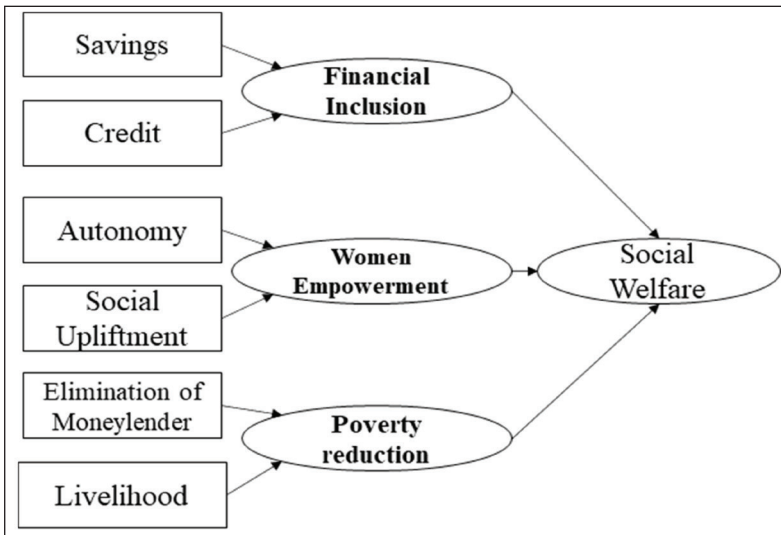 Savings
Credit
Autonomy
Social
Upliftment
Elimination of
Moneylender
Livelihood
Financial
Inclusion
Women
Empowerment
Poverty
reduction
Social
Welfare